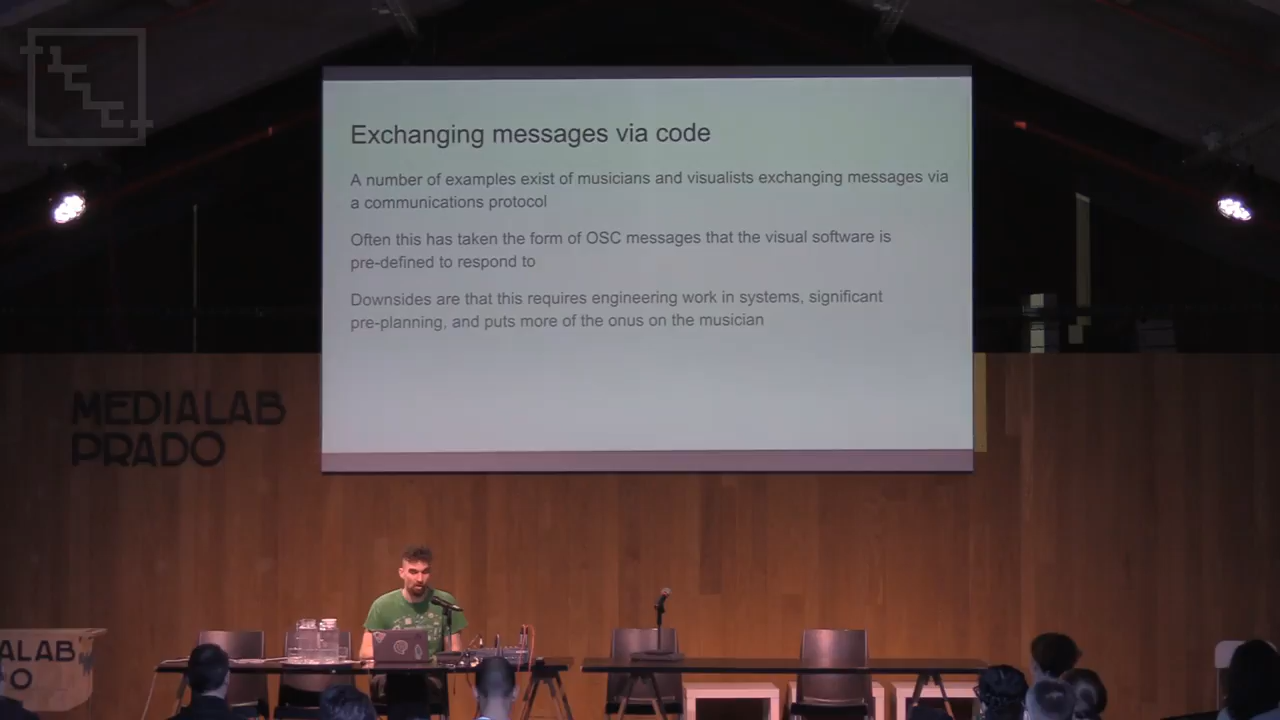 Exchanging messages via code
A number of examples exist of musicians and visualists exchanging messages via
a communications protocol
Often this has taken the form of OSC messages that the visual software is
pre-defined to respond to
Downsides are that this requires engineering work in systems, significant
pre-planning, and puts more of the onus on the musician
MEDIALAB
PRADO
ALAB
O